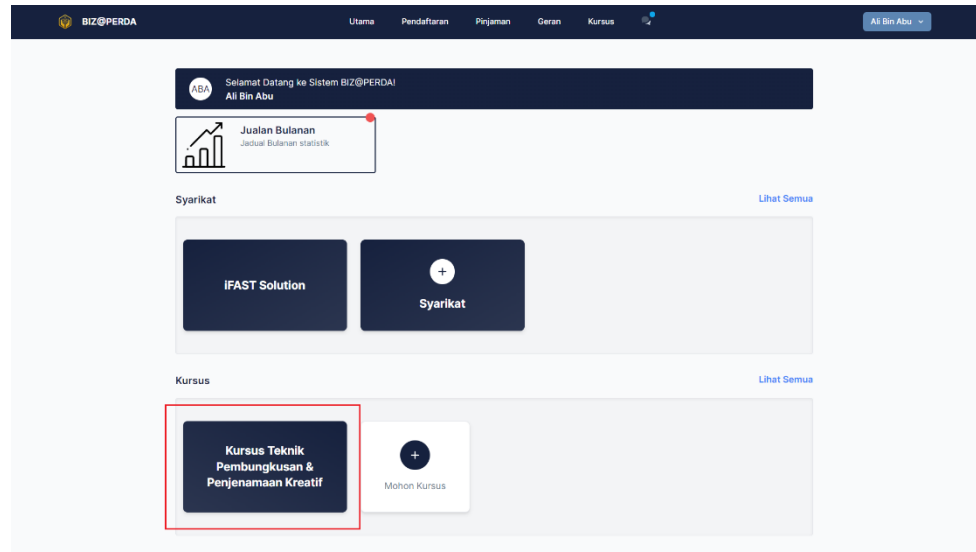 BIZ@PERDA
Utama
Pendaftaran
Pinjaman
Geran
Kursus
Ali Bin Abu
ABA
Selamat Datang ke Sistem BIZ@PERDA!
Ali Bin Abu
Jualan Bulanan
Jadual Bulanan statistik
Syarikat
Lihat Semua
iFAST Solution
Syarikat
Kursus
Lihat Semua
Kursus Teknik
Pembungkusan &
Penjenamaan Kreatif
Mohon Kursus